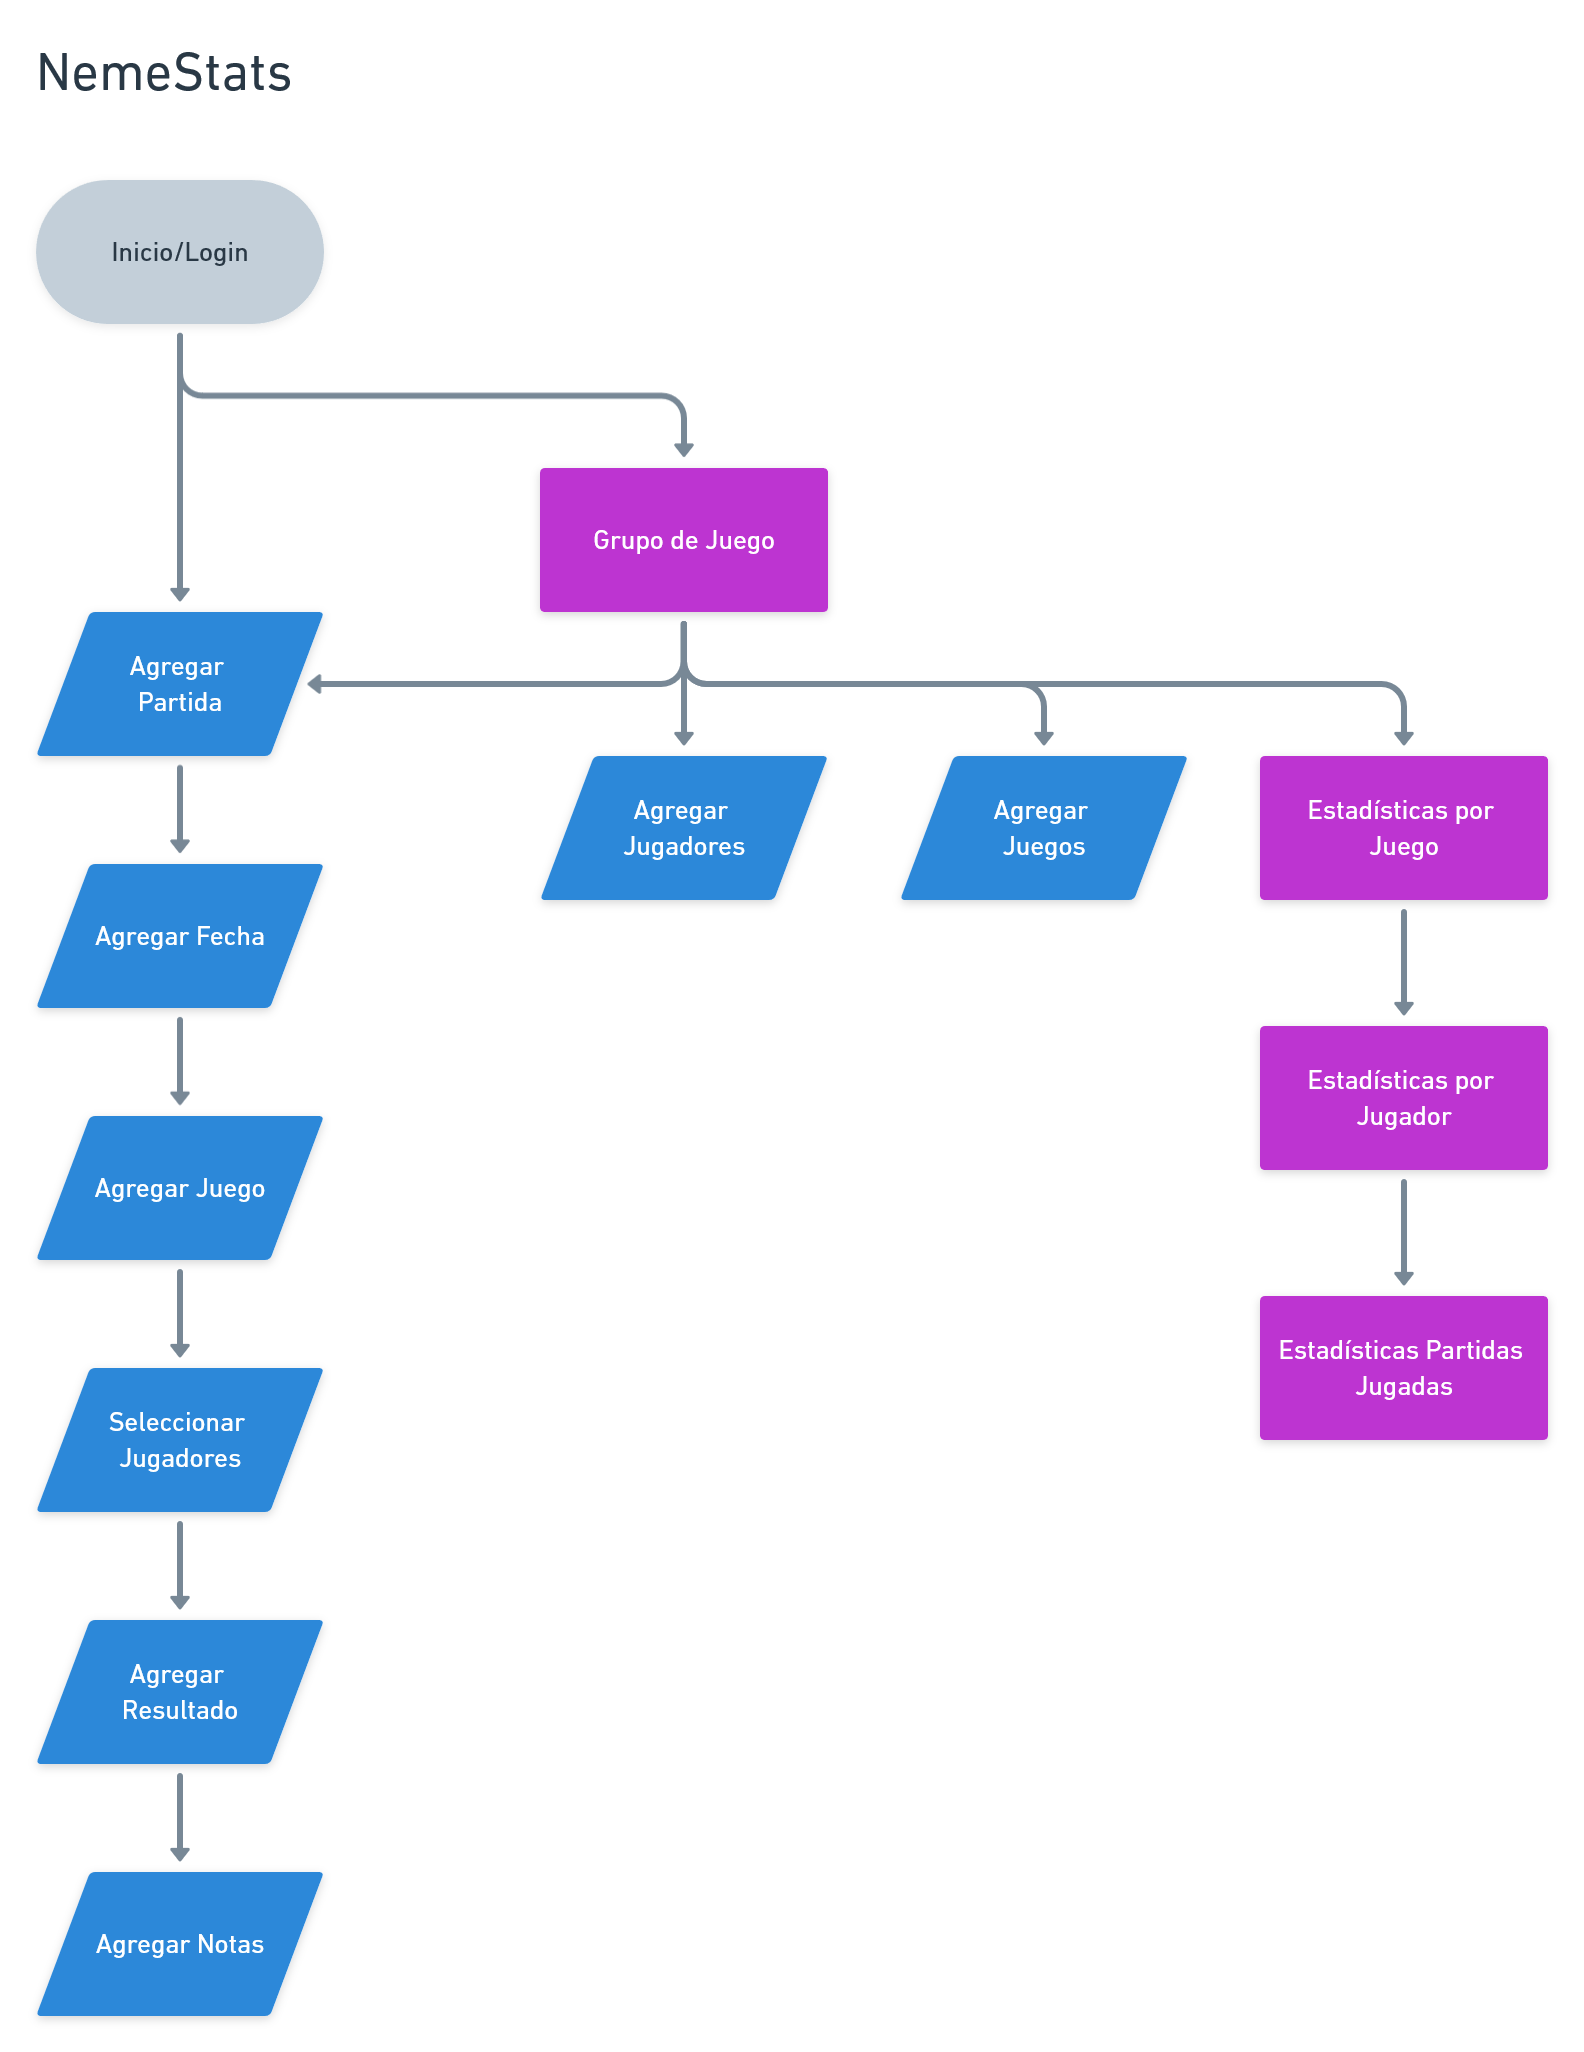 NemeStats
Inicio/Login
Grupo de Juego
Agregar
Partida
Agregar
Jugadores
Agregar
Juegos
Estadísticas por
Juego
Agregar Fecha
Estadísticas por
Jugador
Agregar Juego
Estadísticas Partidas
Jugadas
Seleccionar
Jugadores
Agregar
Resultado
Agregar Notas